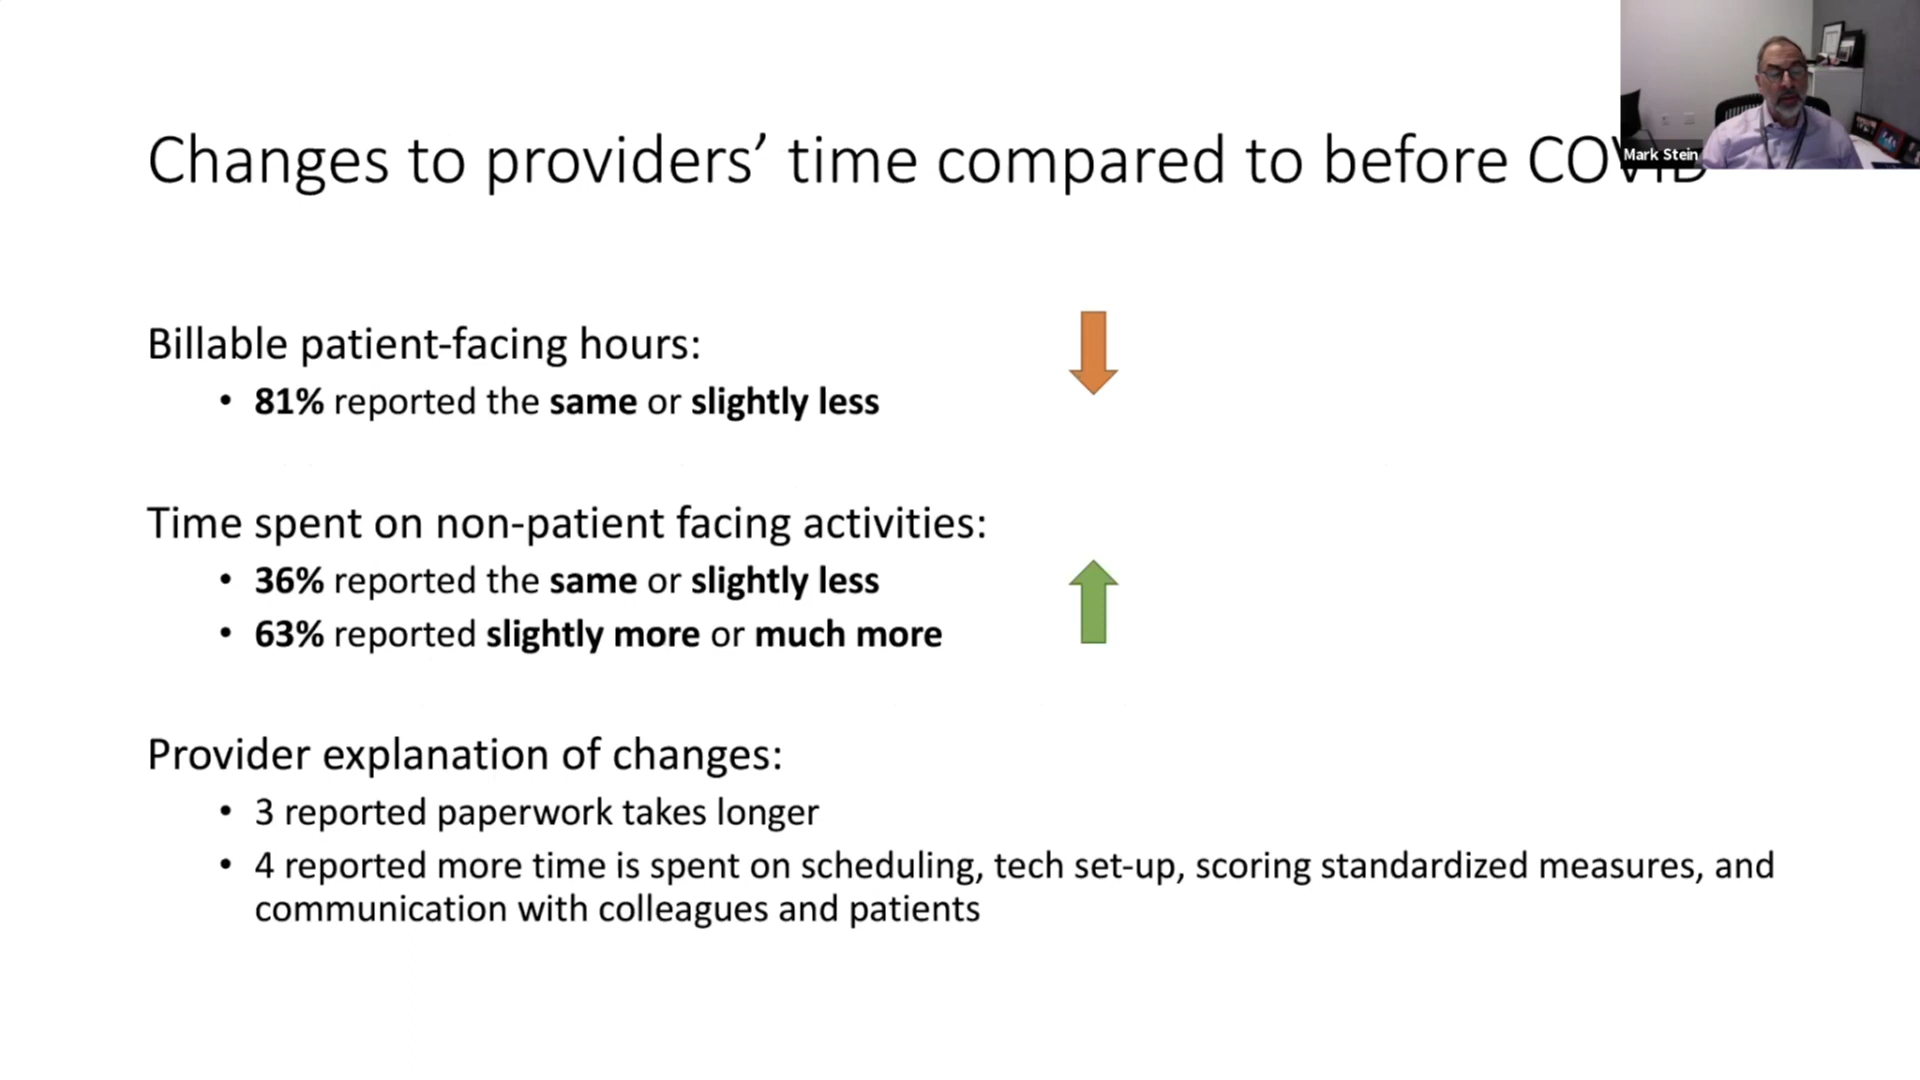 Changes to providers’ time compared to before COVID
Mark Stein
Billable patient-facing hours:
• 81% reported the same or slightly less
Time spent on non-patient facing activities:
• 36% reported the same or slightly less
• 63% reported slightly more or much more
Provider explanation of changes:
• 3 reported paperwork takes longer
• 4 reported more time is spent on scheduling, tech set-up, scoring standardized measures, and
communication with colleagues and patients